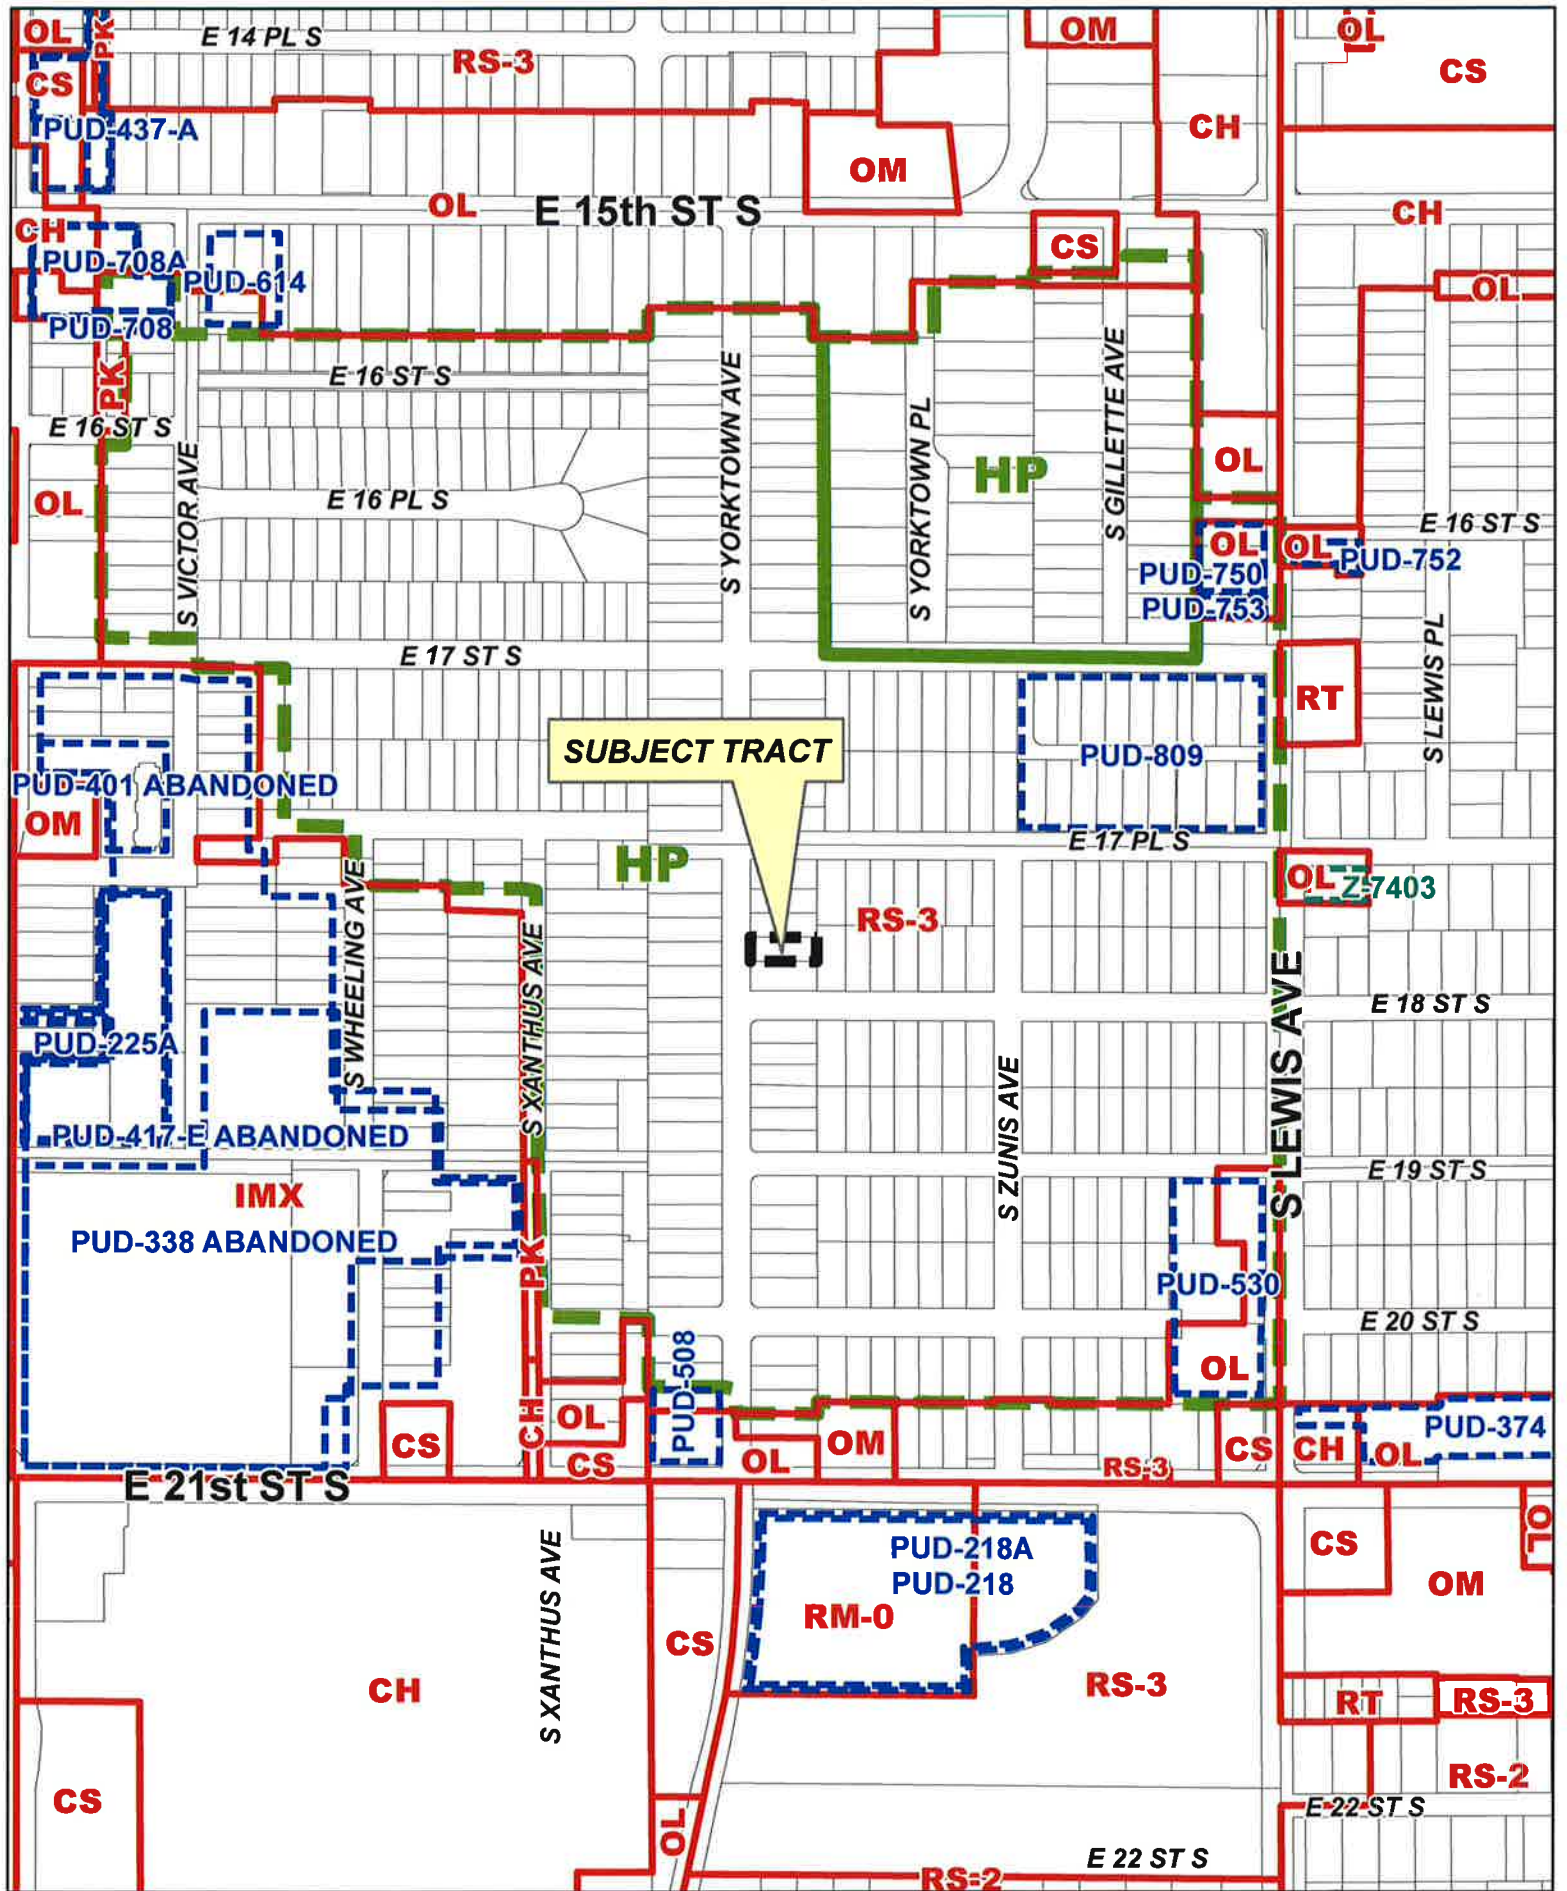 OL
PK
E 14 PL S
RS-3
OM
OL
CS
CS
PUD-437-A
CH
OM
OL
E 15th ST S
CH
CH
CS
PUD-708A
PUD-614
OL
PUD-708
PK
E 16 ST S
E 16 ST S
S YORKTOWN AVE
S YORKTOWN PL
S GILLETTE AVE
HP
OL
OL
E 16 PL S
S VICTOR AVE
E 16 ST S
OL
OL
PUD-752
PUD-750
PUD-753
E 17 ST S
RT
S LEWIS PL
SUBJECT TRACT
PUD-809
PUD-401 ABANDONED
OM
E 17 PL S
HP
OL
Z-7403
RS-3
S WHEELING AVE
S XANTHUS AVE
S LEWIS AVE
E 18 ST S
PUD-225A
S ZUNIS AVE
PUD-417-E ABANDONED
E 19 ST S
IMX
PUD-338 ABANDONED
PK
PUD-530
E 20 ST S
PUD-508
OL
CH
OL
CS
CS
OL
OM
RS-3
CS
CH
OL
PUD-374
E 21st ST S
S XANTHUS AVE
PUD-218A
PUD-218
RM-0
CS
CS
OL
OM
CH
RS-3
RT
RS-3
CS
RS-2
E 22 ST S
OL
E 22 ST S
RS-2